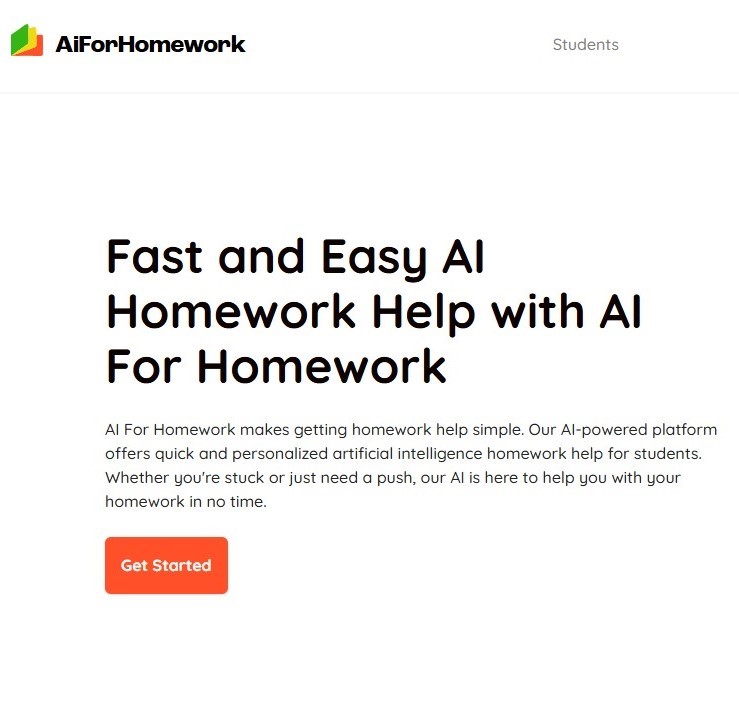 AiForHomework
Students
Fast and Easy AI
Homework Help with AI
For Homework
AI For Homework makes getting homework help simple. Our AI-powered platform
offers quick and personalized artificial intelligence homework help for students.
Whether you're stuck or just need a push, our AI is here to help you with your
homework in no time.
Get Started